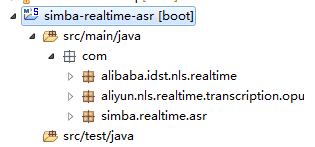 simba-realtime-asr [boot]
src/main/java
com
alibaba.idst.nls.realtime
aliyun.nls.realtime.transcription.opu
simba.realtime.asr
src/test/java